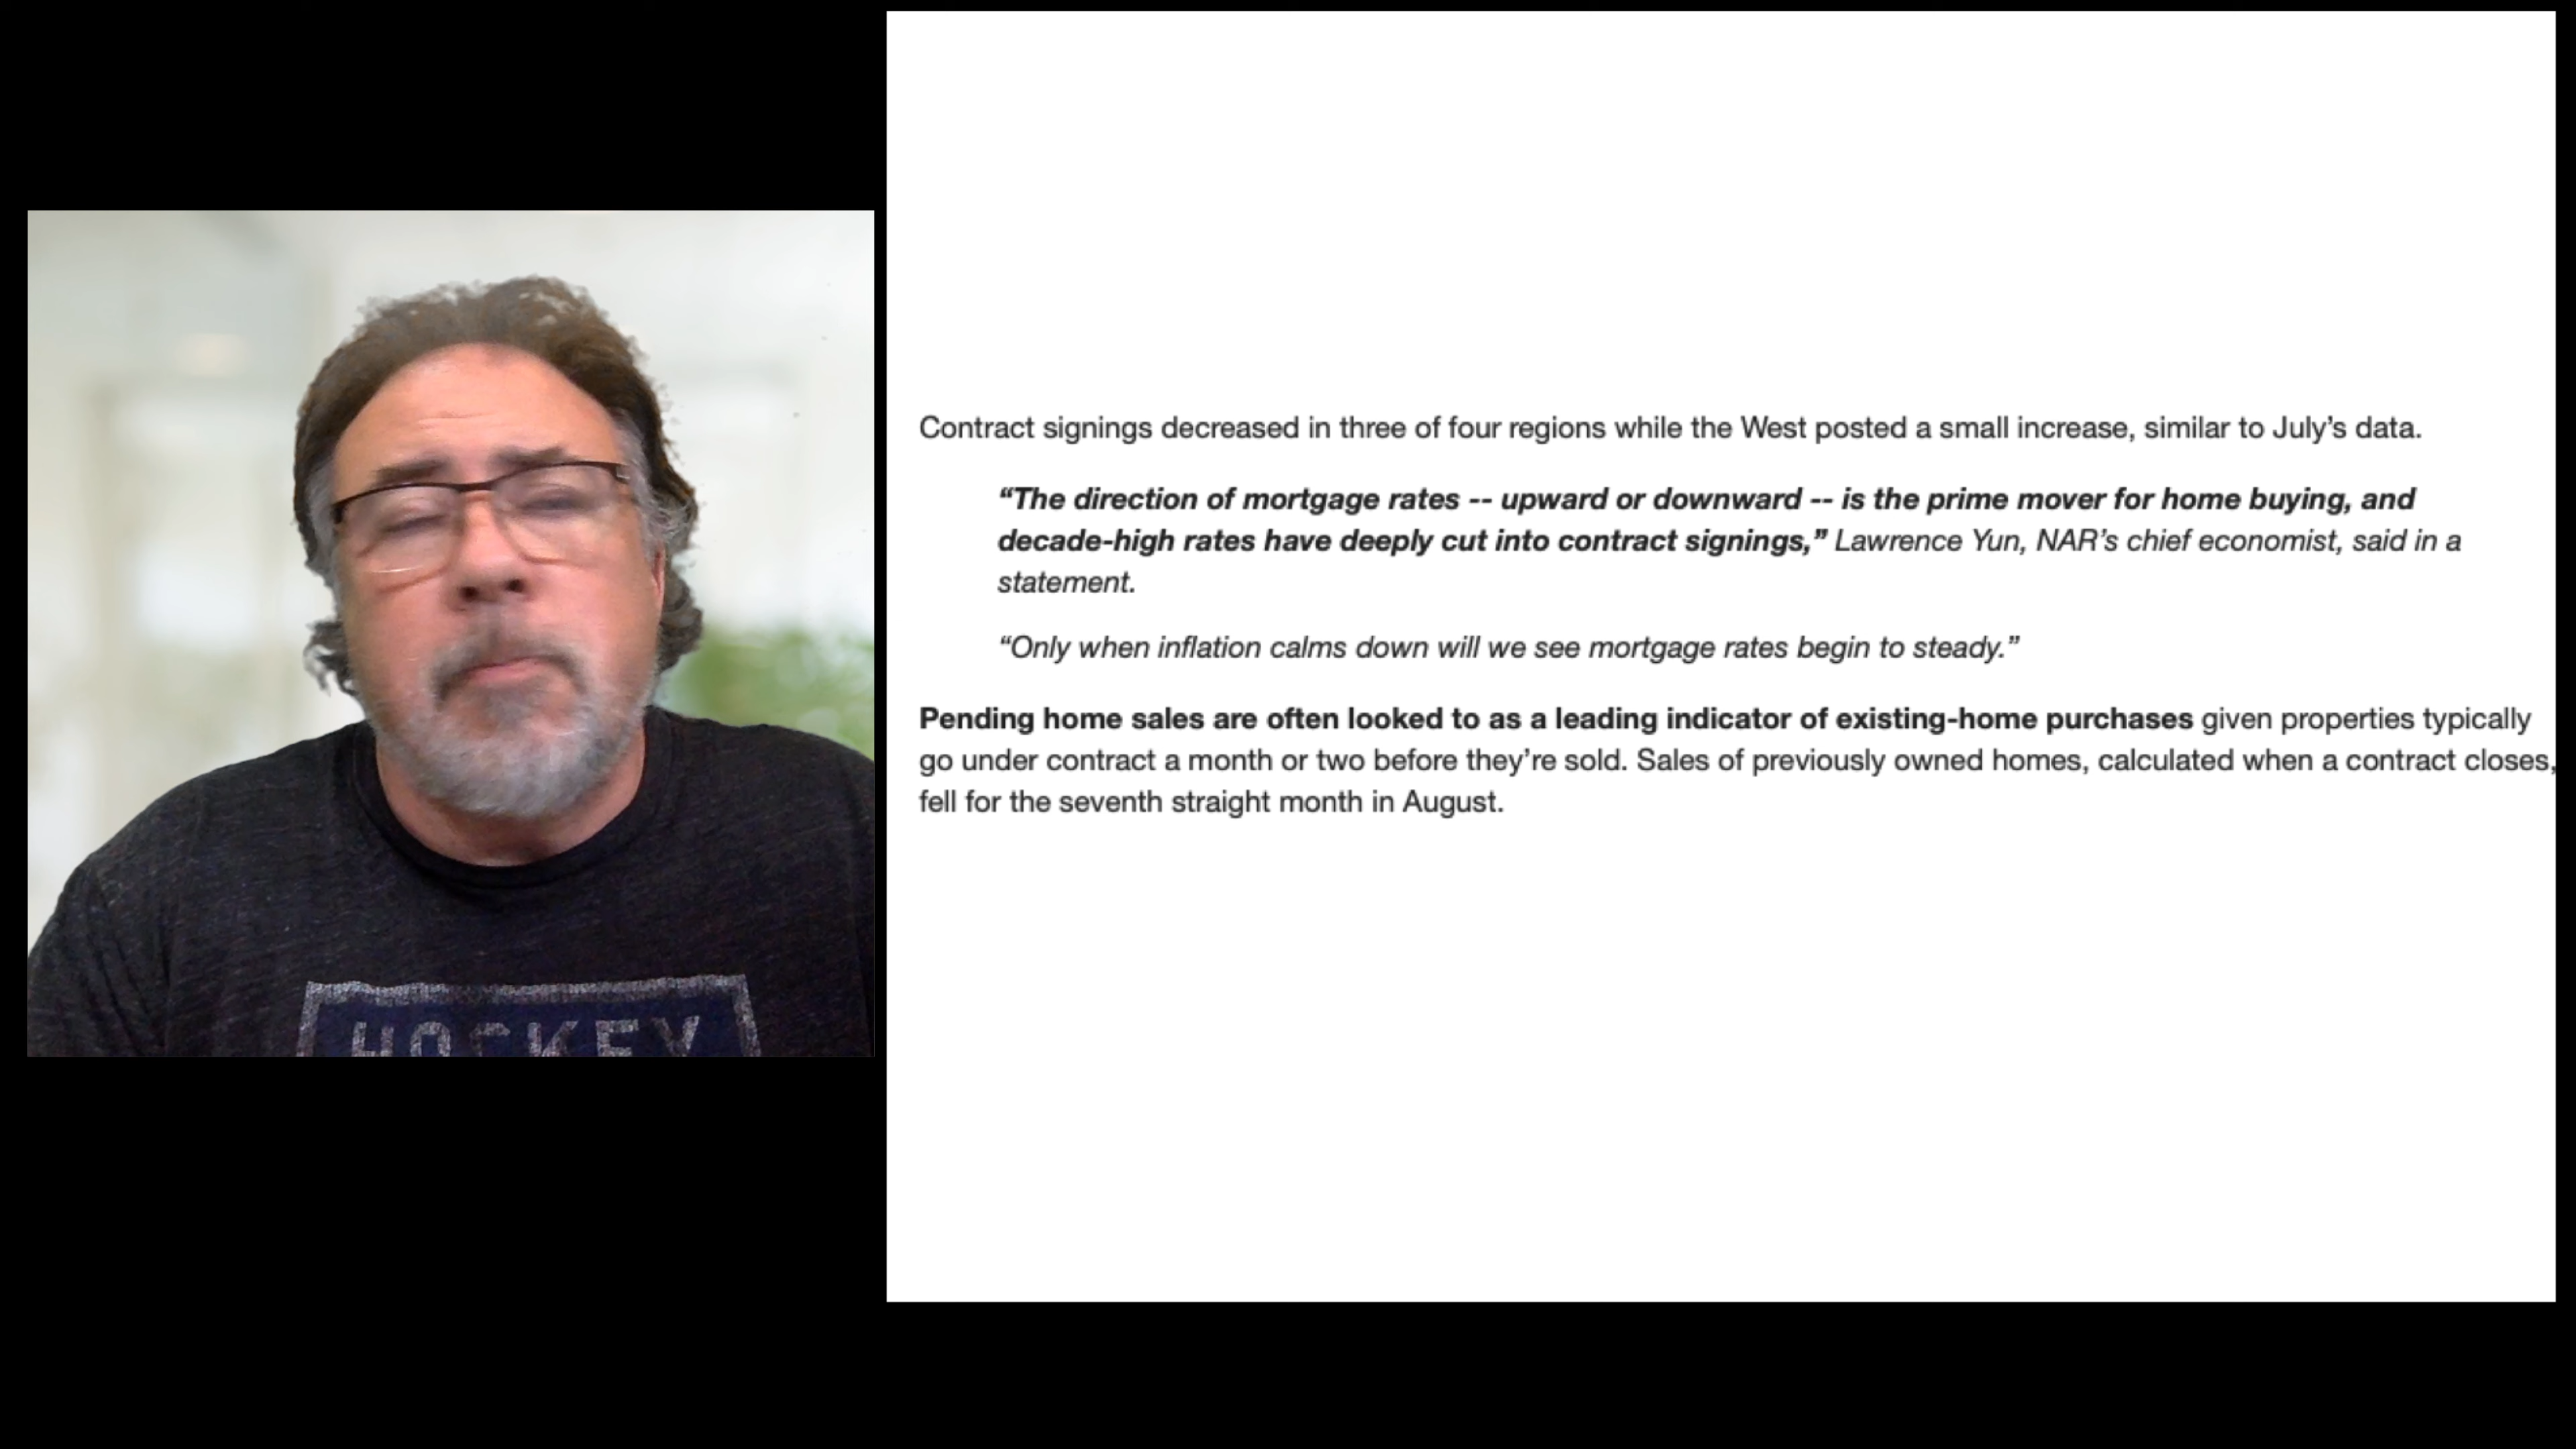 Contract signings decreased in three of four regions while the West posted a small increase, similar to July’s data.
“The direction of mortgage rates -- upward or downward -- is the prime mover for home buying, and
decade-high rates have deeply cut into contract signings,” Lawrence Yun, NAR’s chief economist, said in a
statement.
“Only when inflation calms down will we see mortgage rates begin to steady.”
Pending home sales are often looked to as a leading indicator of existing-home purchases given properties typically
go under contract a month or two before they’re sold. Sales of previously owned homes, calculated when a contract closes,
fell for the seventh straight month in August.
HOCKEY